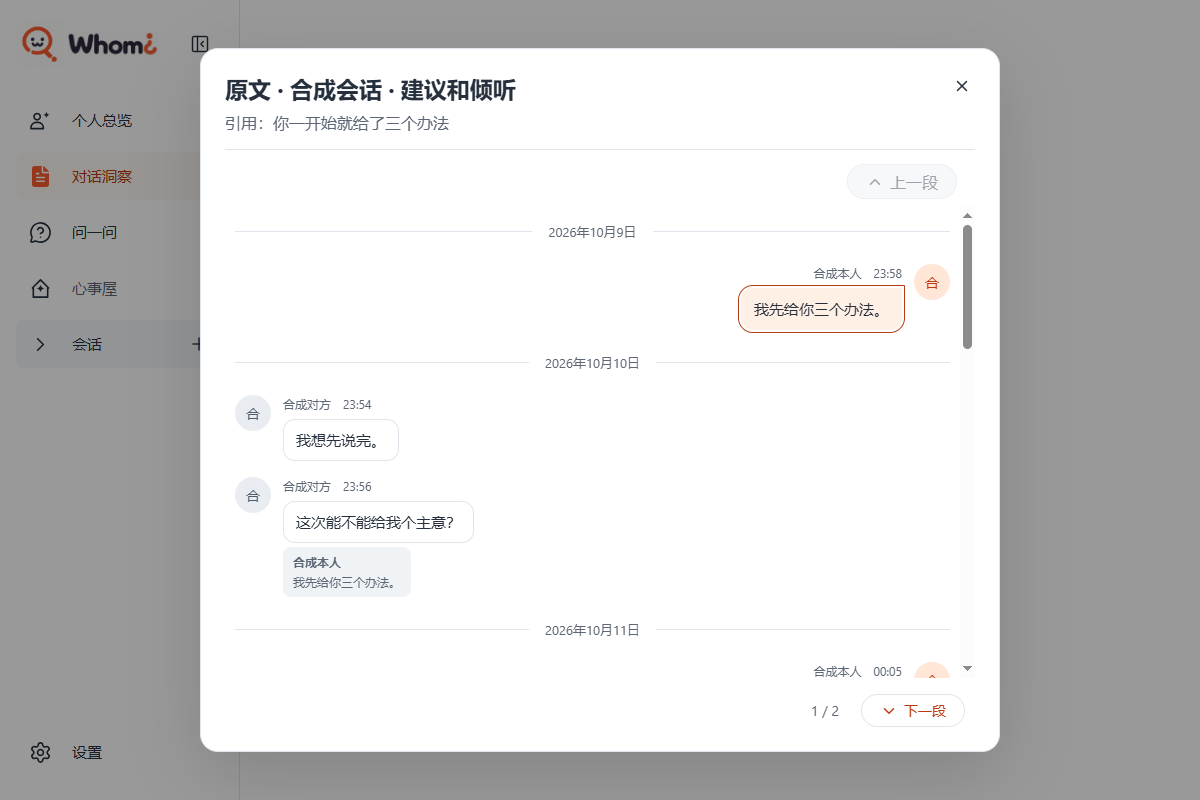 Whomi
个人总览
对话洞察
问一问
心事屋
会话
设置
原文 · 合成会话 · 建议和倾听
引用：你一开始就给了三个办法
上一段
2026年10月9日
合成本人 23:58
合
我先给你三个办法。
2026年10月10日
合
合成对方 23:54
我想先说完。
合
合成对方 23:56
这次能不能给我个主意？
合成本人
我先给你三个办法。
2026年10月11日
合成本人 00:05
1 / 2
下一段